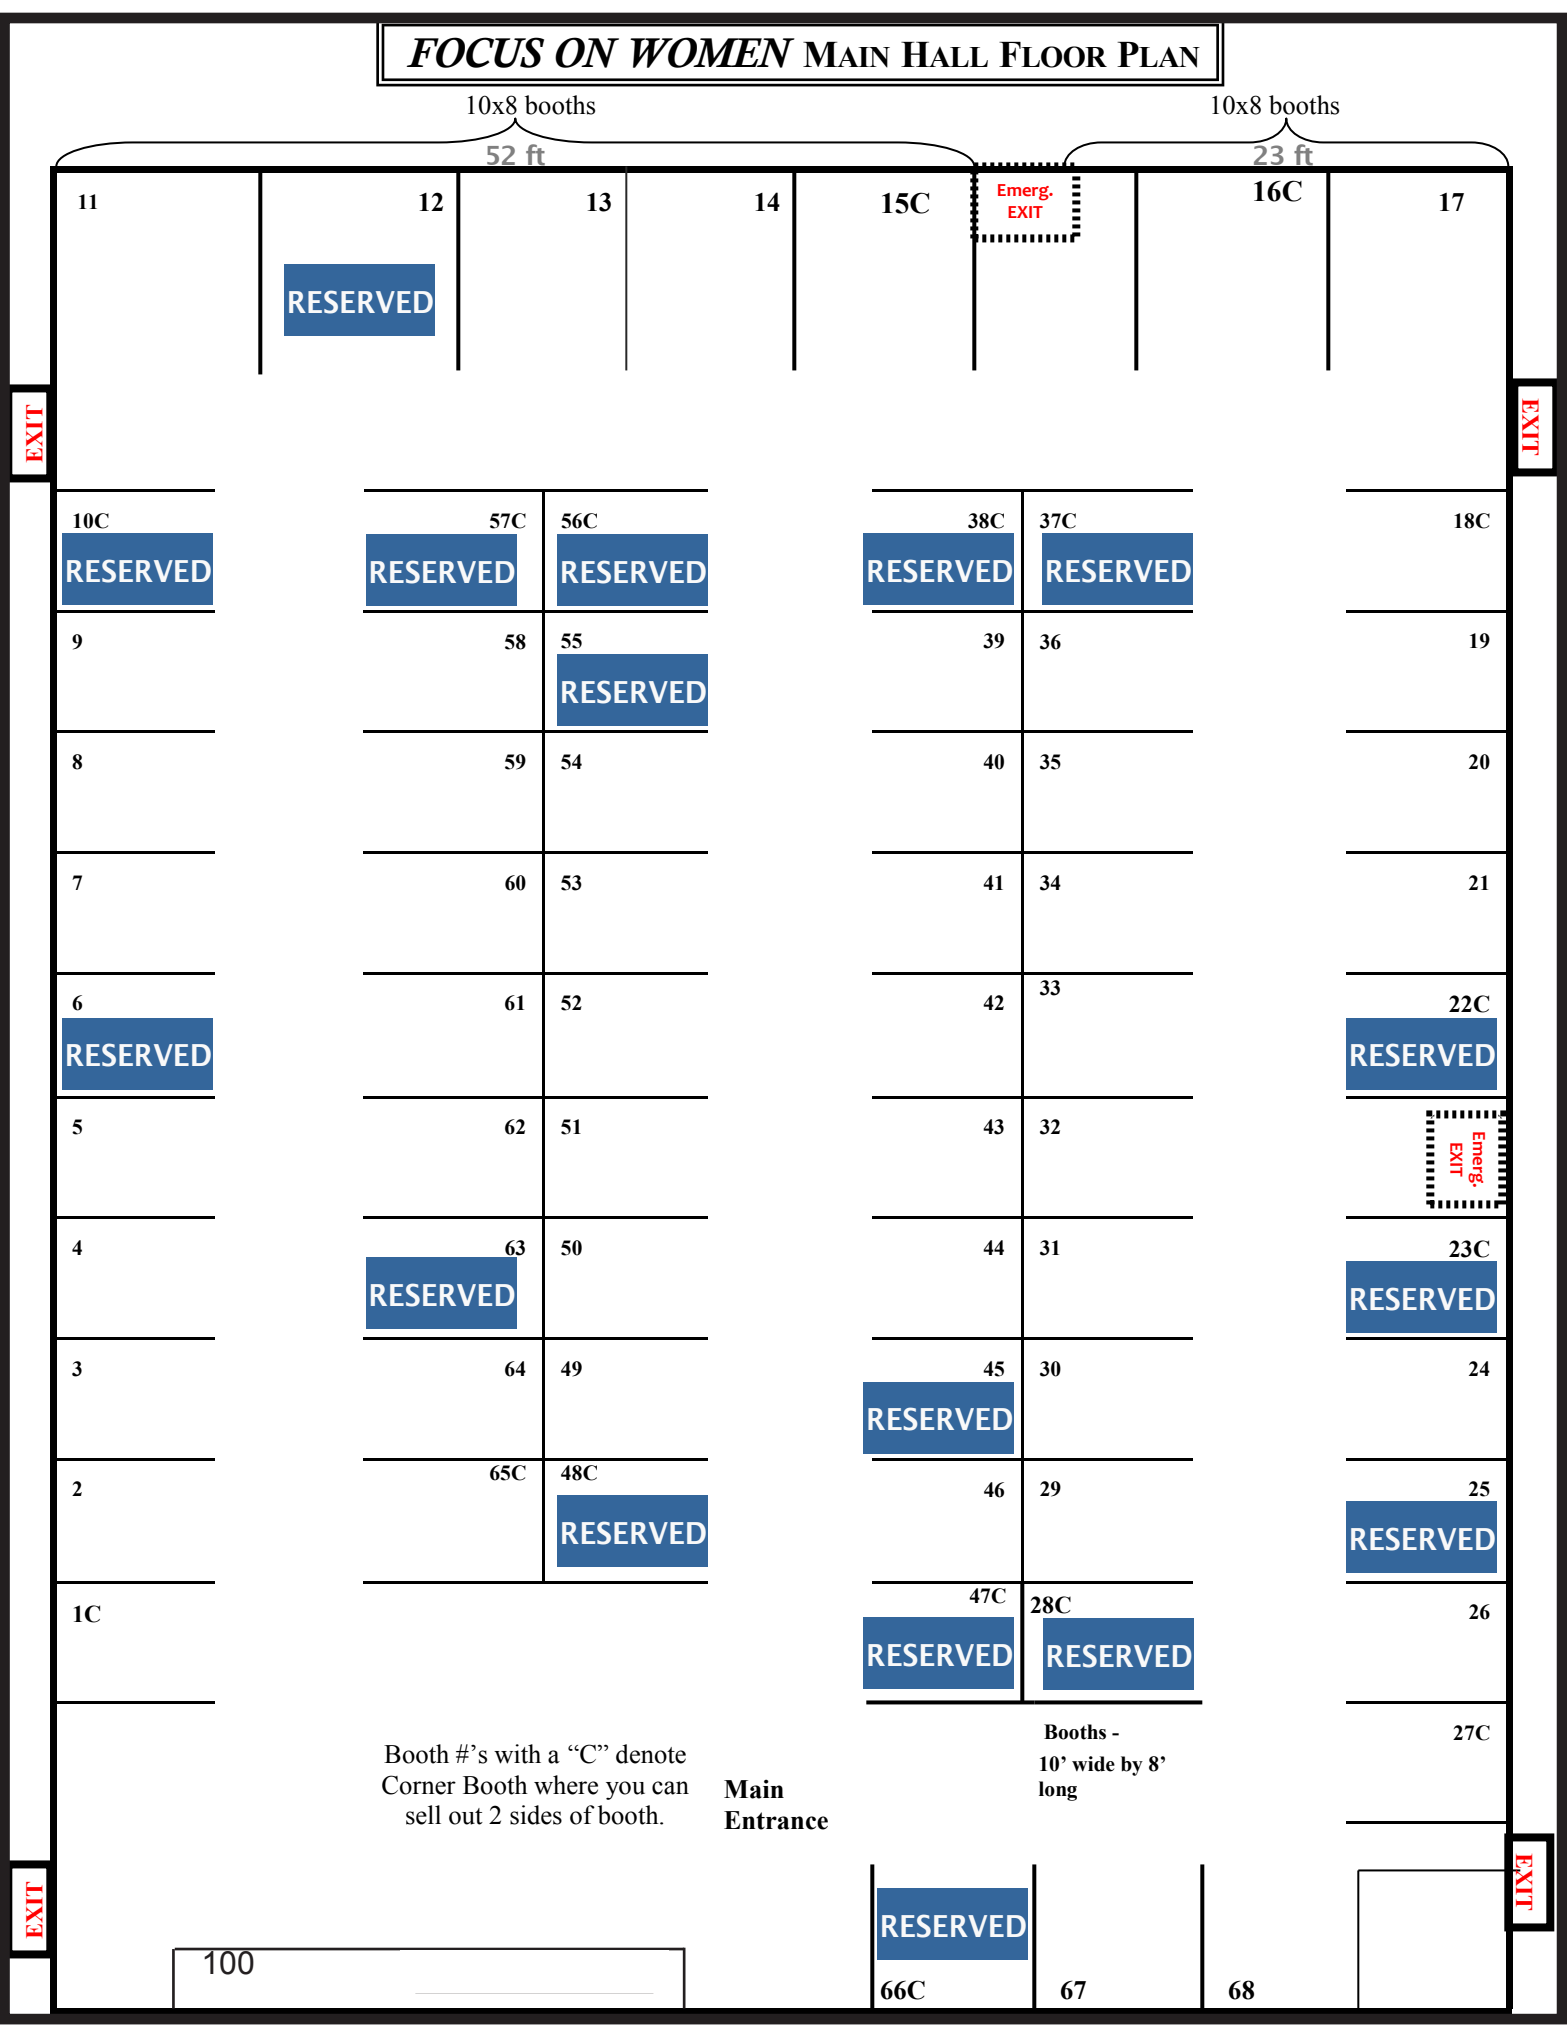 FOCUS ON WOMEN MAIN HALL FLOOR PLAN
10x8 booths
10x8 booths
52 ft
23 ft
11
12
13
14
15C
Emerg.
EXIT
16C
17
RESERVED
EXIT
EXIT
10C
57C
56C
38C
37C
18C
RESERVED
RESERVED
RESERVED
RESERVED
RESERVED
9
58
55
39
36
19
RESERVED
8
59
54
40
35
20
7
60
53
41
34
21
6
61
52
42
33
22C
RESERVED
RESERVED
5
62
51
43
32
Emerg.
EXIT
4
63
50
44
31
23C
RESERVED
RESERVED
3
64
49
45
30
24
RESERVED
2
65C
48C
46
29
25
RESERVED
RESERVED
1C
47C
28C
26
RESERVED
RESERVED
27C
Booths -
10’ wide by 8’
long
Booth #’s with a “C” denote
Corner Booth where you can
sell out 2 sides of booth.
Main
Entrance
EXIT
EXIT
RESERVED
100
66C
67
68